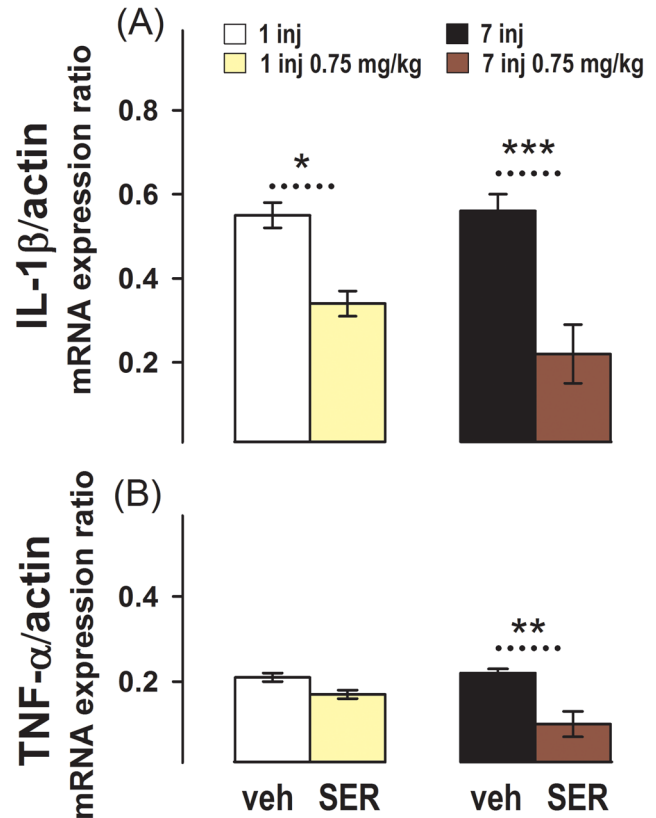 (A)
1 inj
7 inj
1 inj 0.75 mg/kg
7 inj 0.75 mg/kg
IL-1β/actin
mRNA expression ratio
0.8
0.6
0.4
0.2
*
***
(B)
TNF-α/actin
mRNA expression ratio
0.4
0.2
**
veh SER veh SER